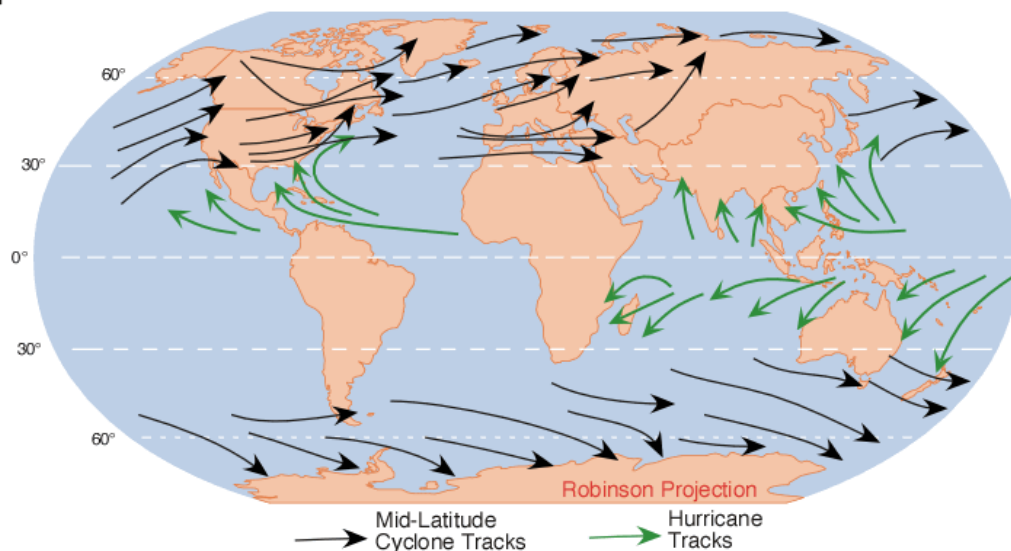 60°
30°
0°
30°
60°
Robinson Projection
Mid-Latitude
Cyclone Tracks
Hurricane
Tracks